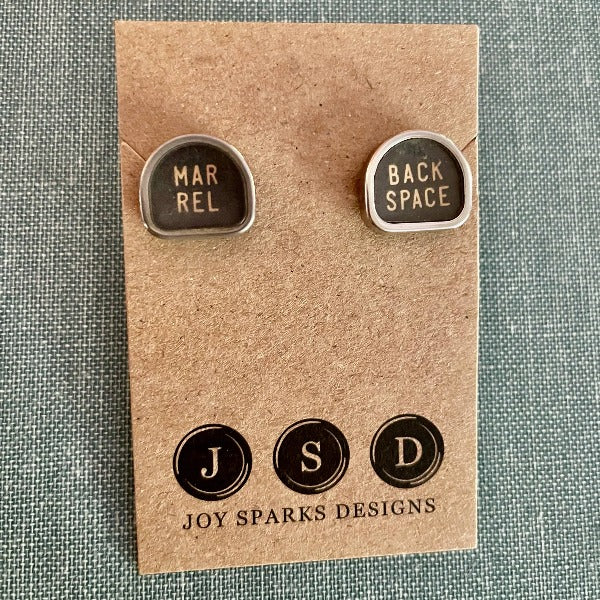 MAR
REL
BACK
SPACE
J S D
JOY SPARKS DESIGNS